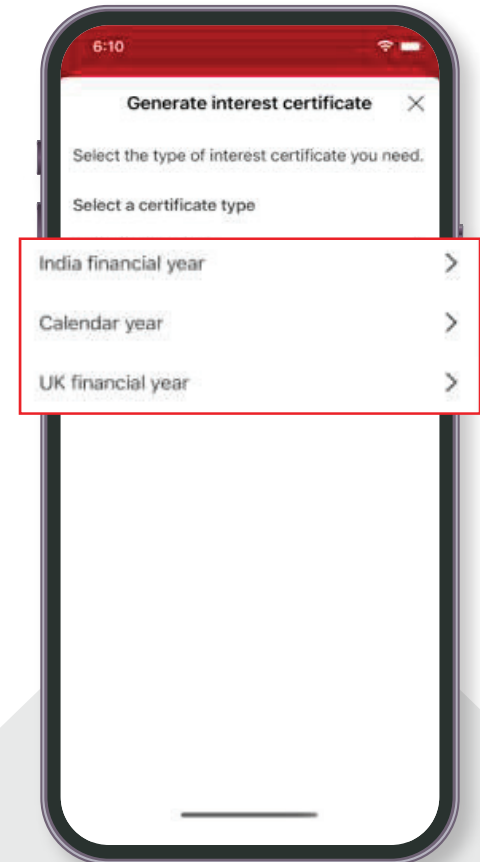 6:10
Generate interest certificate
Select the type of interest certificate you need.
Select a certificate type
India financial year
Calendar year
UK financial year